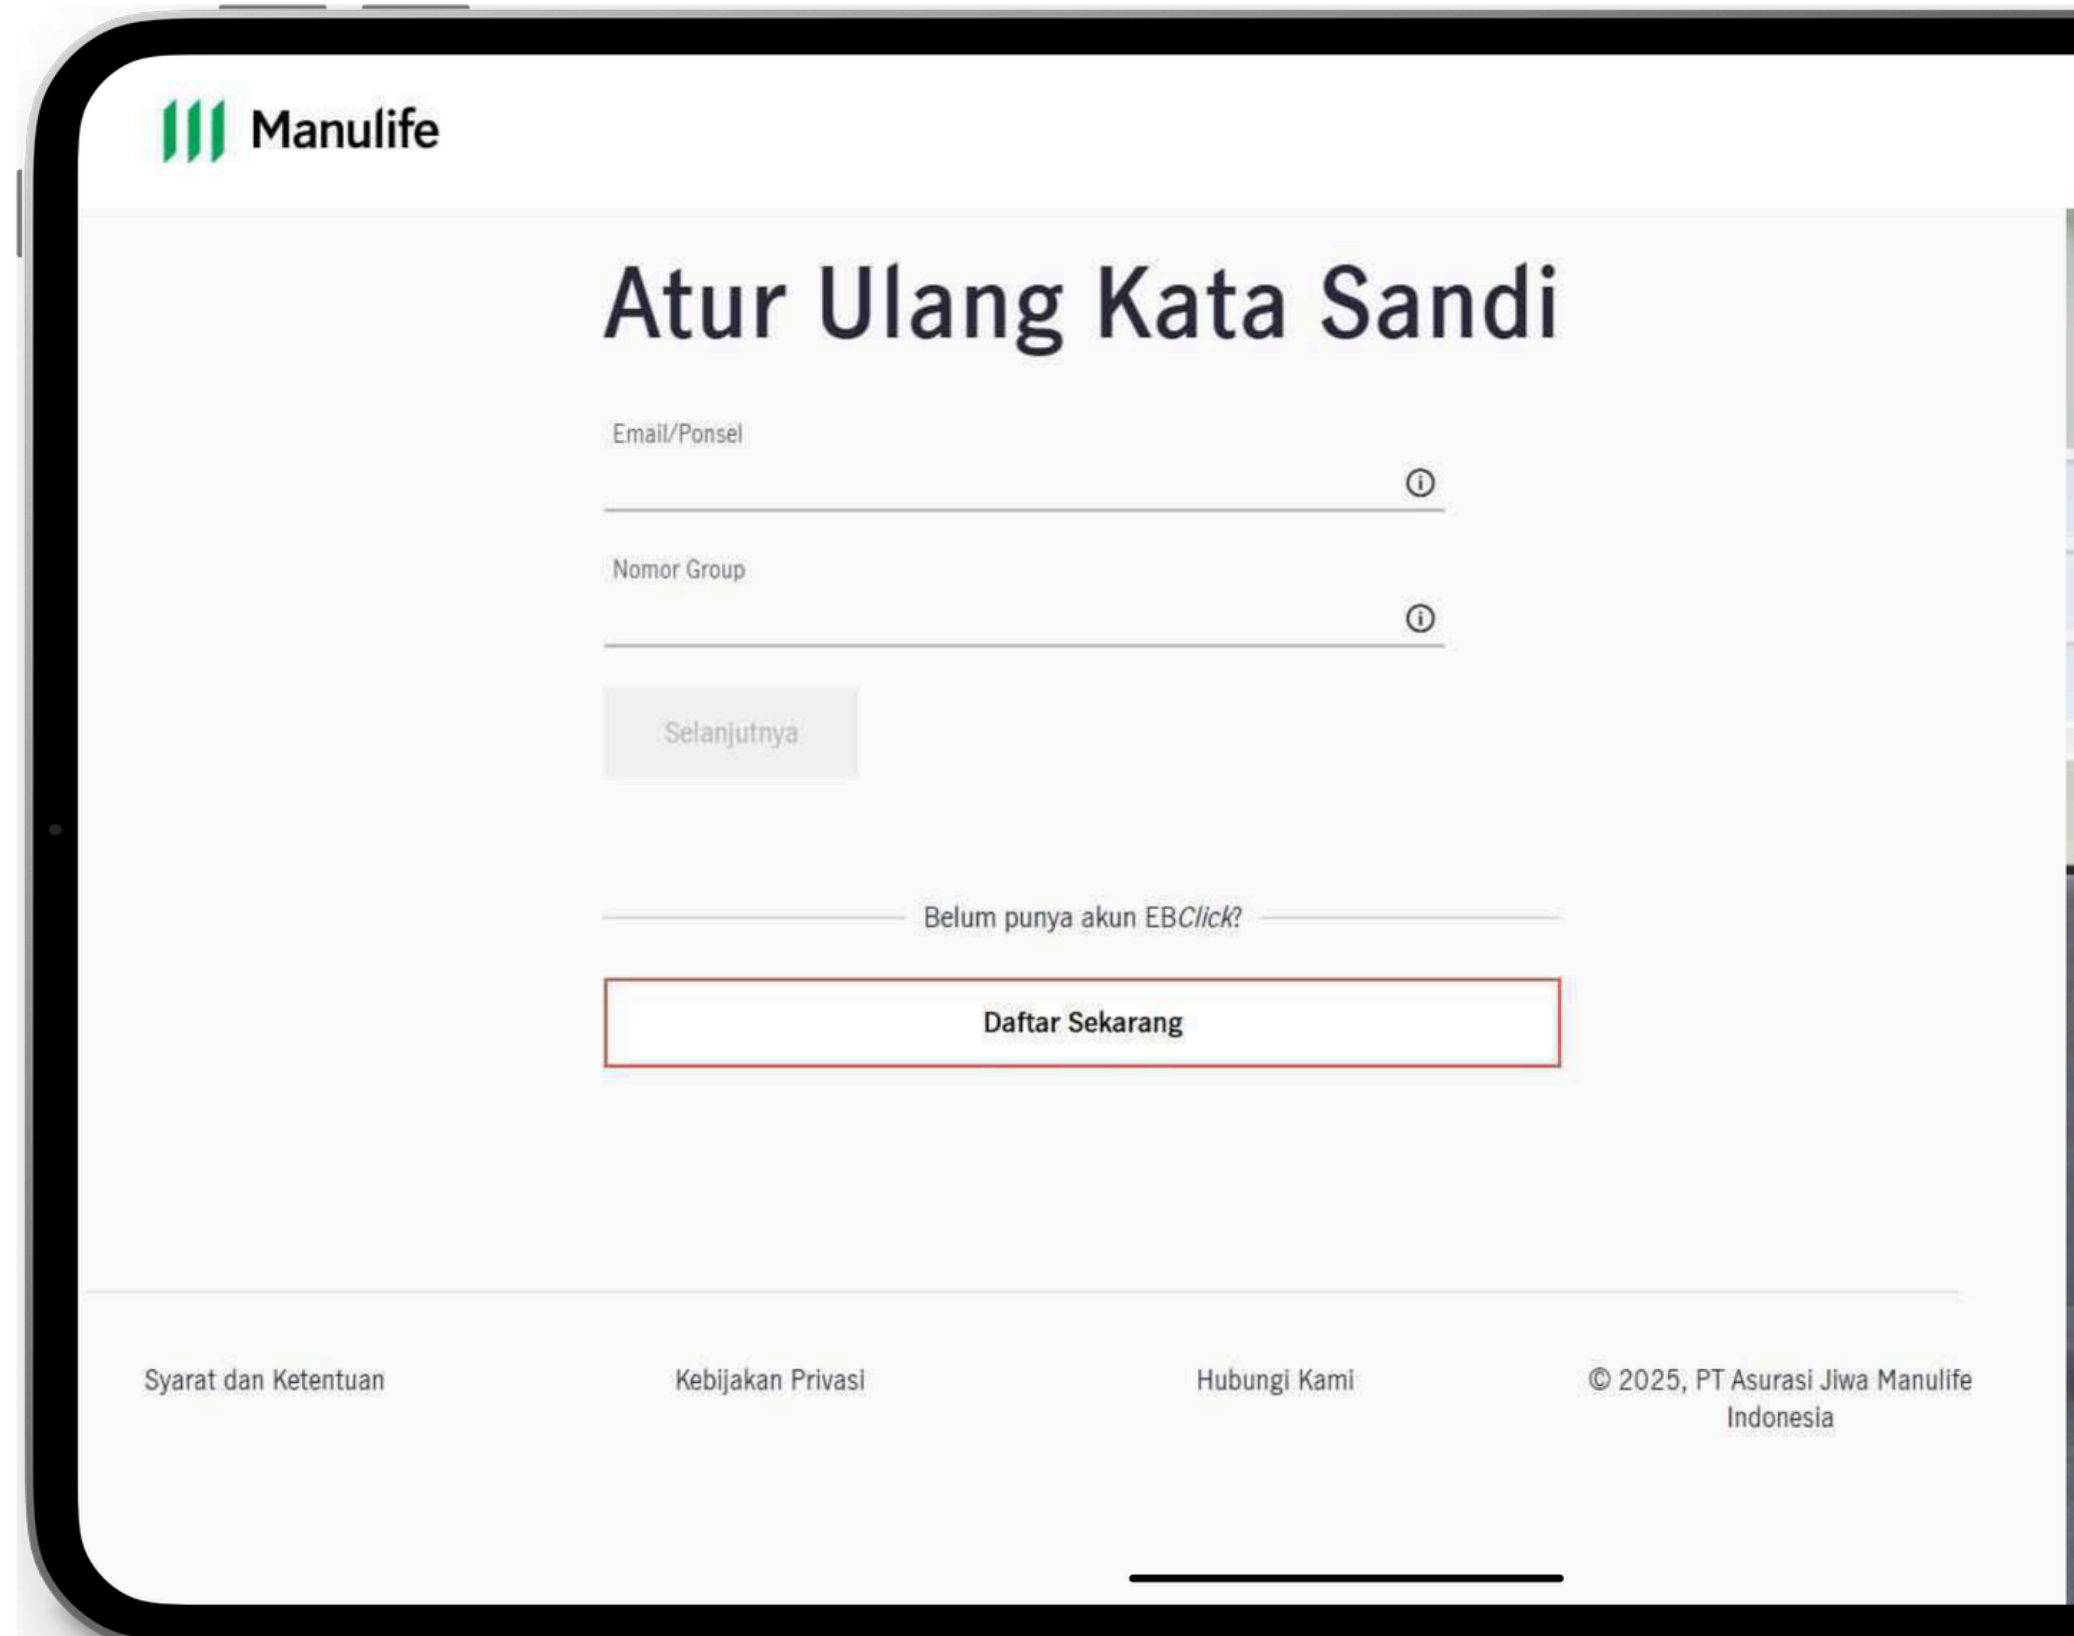 Manulife
Atur Ulang Kata Sandi
Email/Ponsel
Nomor Group
Selanjutnya
Belum punya akun EBClick?
Daftar Sekarang
Syarat dan Ketentuan
Kebijakan Privasi
Hubungi Kami
© 2025, PT Asurasi Jiwa Manulife
Indonesia